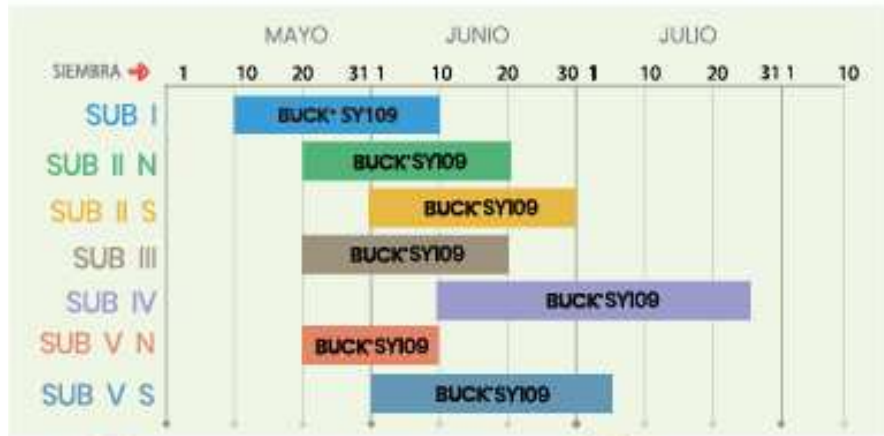 MAYO JUNIO JULIO
SIEMBRA 1 10 20 31 1 10 20 30 1 10 20 31 1 10
SUB I BUCK® SY109
SUB II N BUCK® SY109
SUB II S BUCK® SY109
SUB III BUCK® SY109
SUB IV BUCK® SY109
SUB V N BUCK® SY109
SUB V S BUCK® SY109